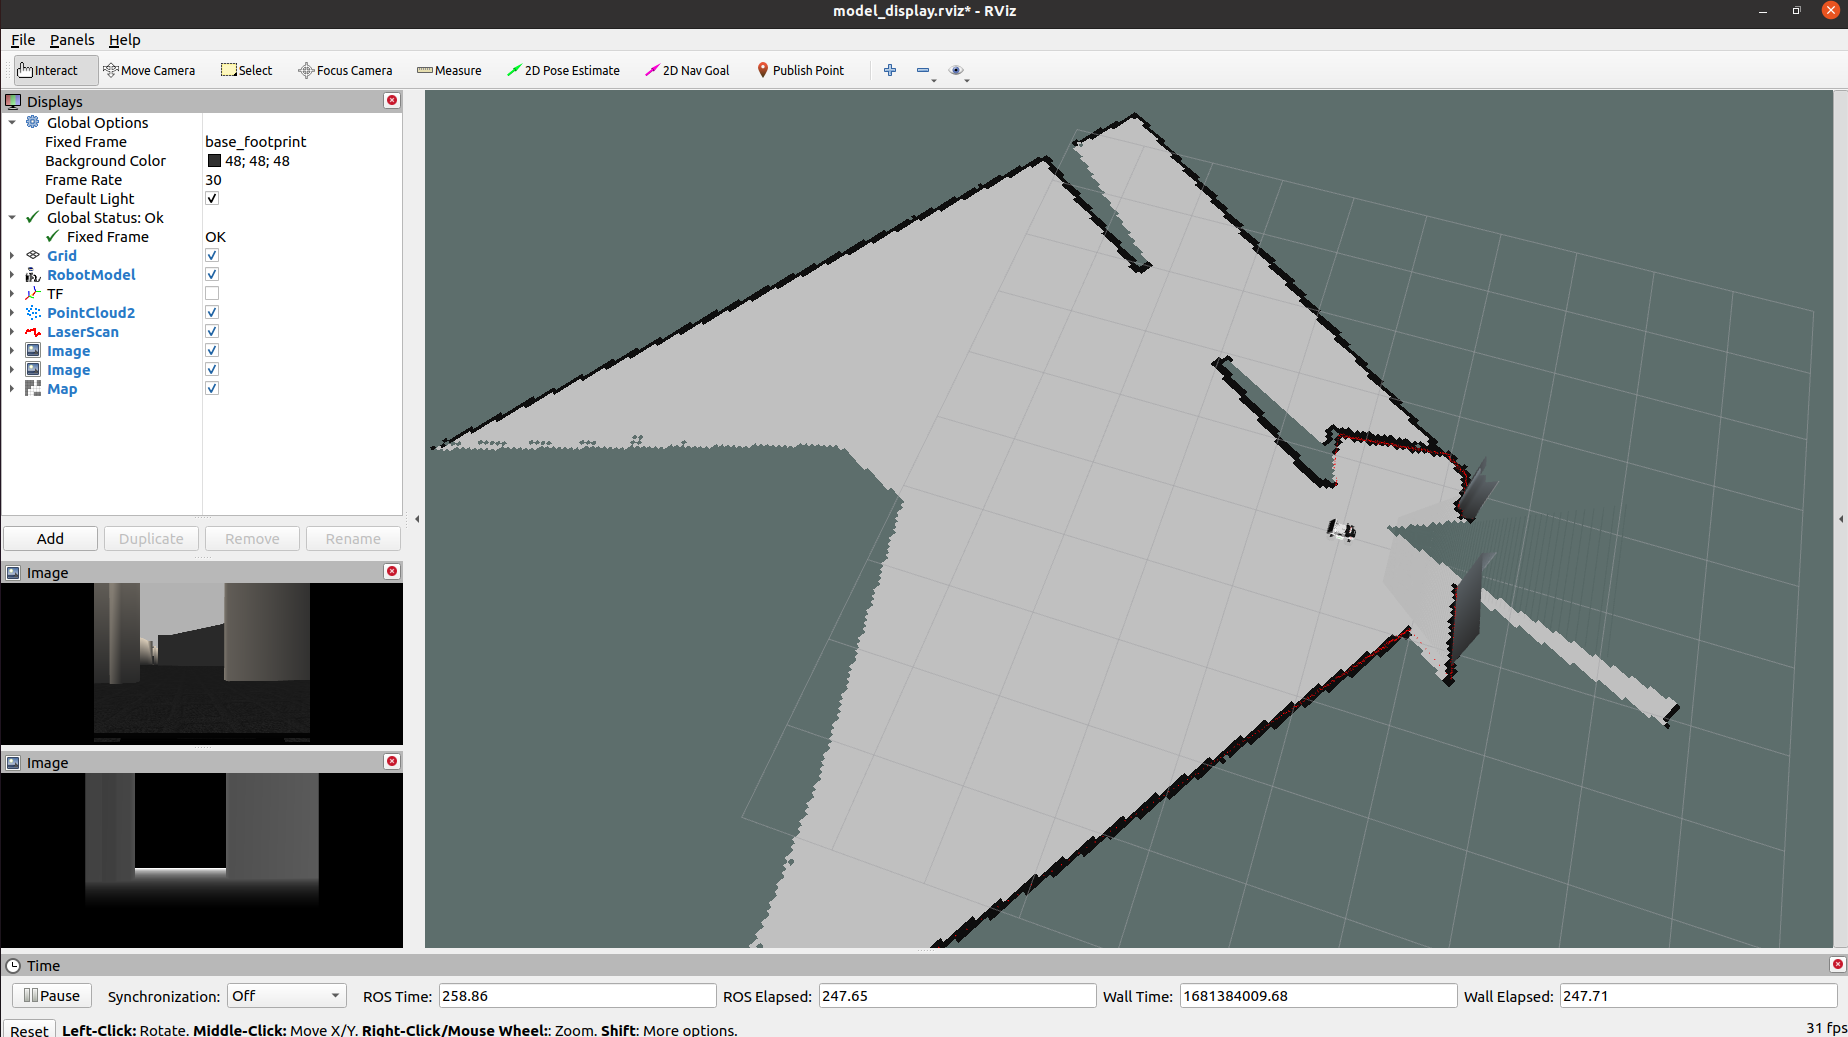 model_display.rviz* - RViz
File Panels Help
Interact Move Camera Select Focus Camera Measure 2D Pose Estimate 2D Nav Goal Publish Point
Displays
Global Options
Fixed Frame base_footprint
Background Color 48; 48; 48
Frame Rate 30
Default Light
Global Status: Ok
Fixed Frame OK
Grid
RobotModel
TF
PointCloud2
LaserScan
Image
Image
Map
Add Duplicate Remove Rename
Image
Image
Time
Pause Synchronization: Off ROS Time: 258.86 ROS Elapsed: 247.65 Wall Time: 1681384009.68 Wall Elapsed: 247.71
Reset Left-Click: Rotate. Middle-Click: Move X/Y. Right-Click/Mouse Wheel:: Zoom. Shift: More options. 31 fps